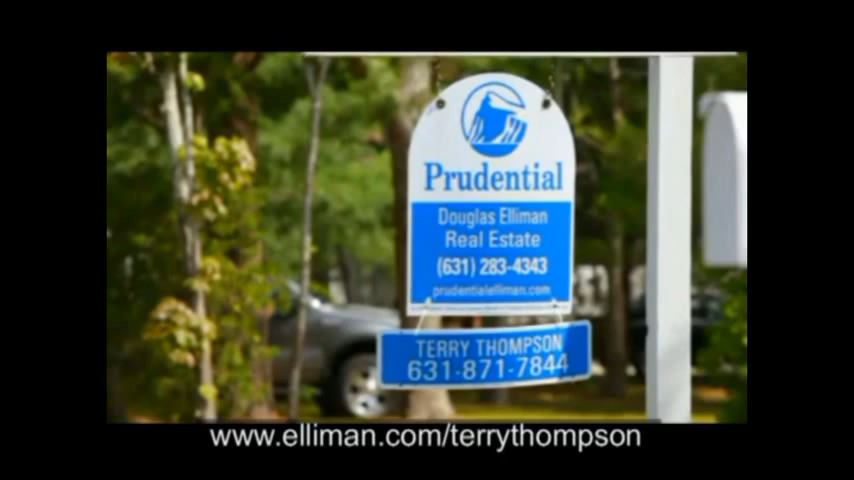 Prudential
Douglas Elliman
Real Estate
(631) 283-4343
prudentialelliman.com
TERRY THOMPSON
631-871-7844
www.elliman.com/terrythompson